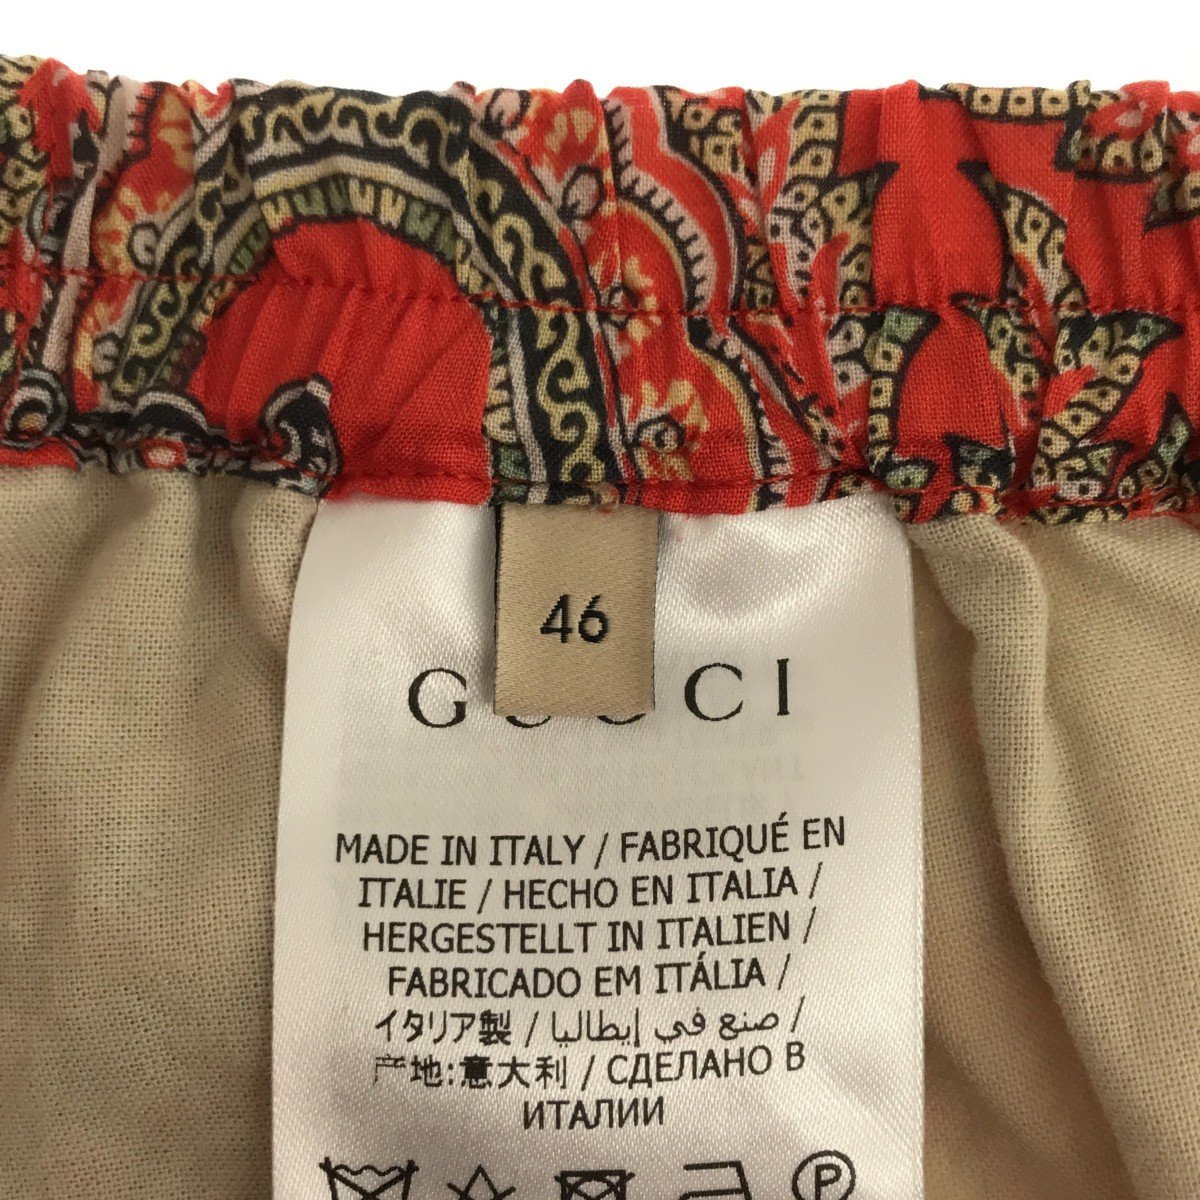 46
GUCCI
MADE IN ITALY / FABRIQUÉ EN
ITALIE / HECHO EN ITALIA /
HERGESTELLT IN ITALIEN /
FABRICADO EM ITÁLIA /
イタリア製 / صنع في إيطاليا /
产地:意大利 / СДЕЛАНО В
ИТАЛИИ
P